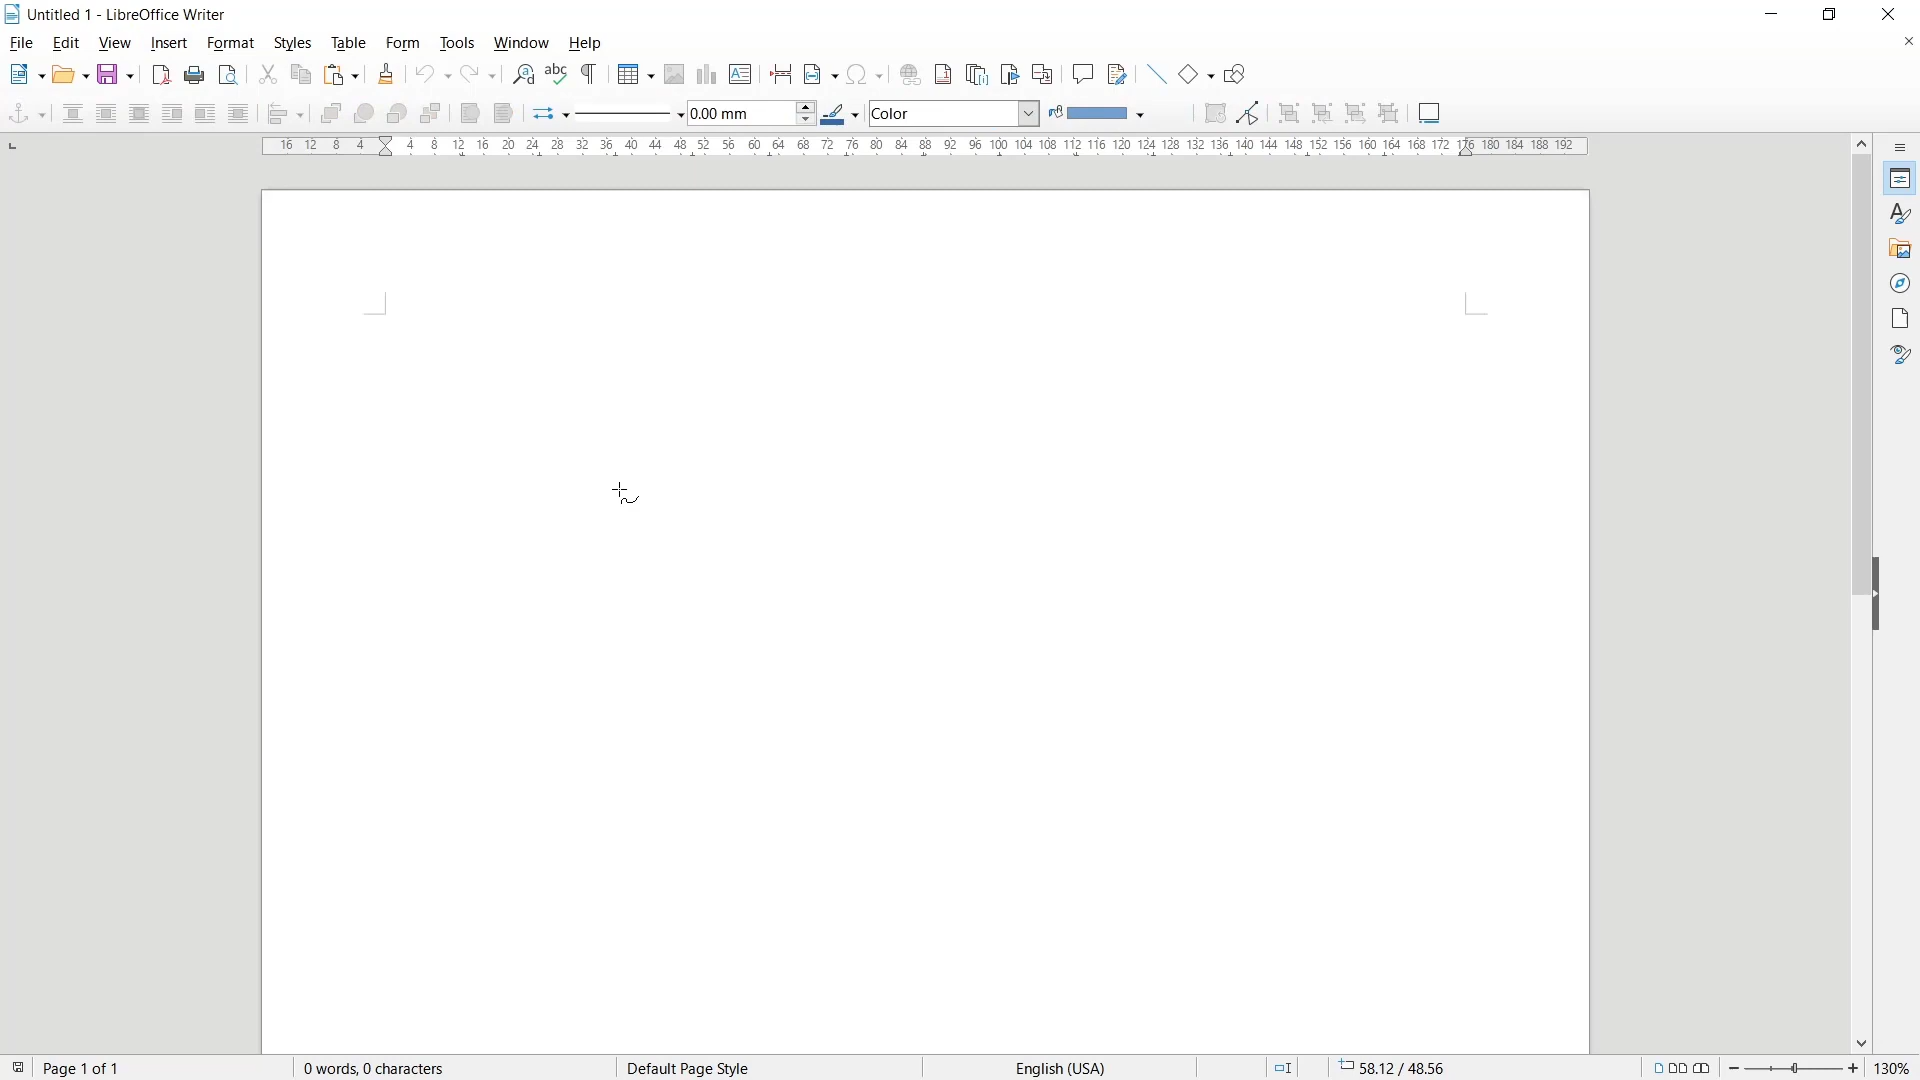 Untitled 1 - LibreOffice Writer
File Edit View Insert Format Styles Table Form Tools Window Help
0.00 mm Color
16 12 8 4 4 8 12 16 20 24 28 32 36 40 44 48 52 56 60 64 68 72 76 80 84 88 92 96 100 104 108 112 116 120 124 128 132 136 140 144 148 152 156 160 164 168 172 176 180 184 188 192
Page 1 of 1 0 words, 0 characters Default Page Style English (USA) 58.12 / 48.56 130%